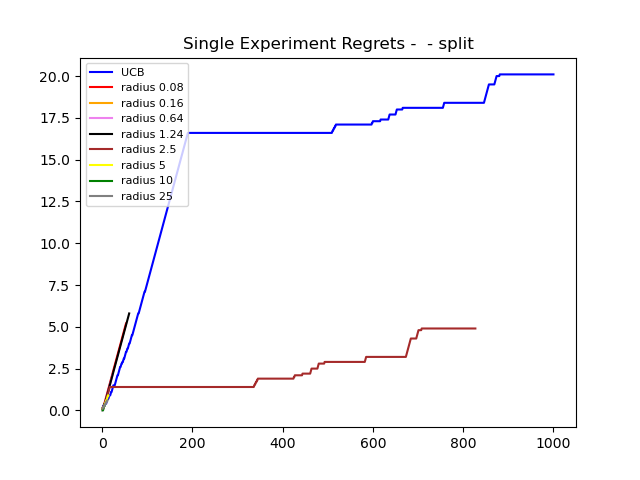 Single Experiment Regrets -  - split
20.0
17.5
15.0
12.5
10.0
7.5
5.0
2.5
0.0
UCB
radius 0.08
radius 0.16
radius 0.64
radius 1.24
radius 2.5
radius 5
radius 10
radius 25
0 200 400 600 800 1000